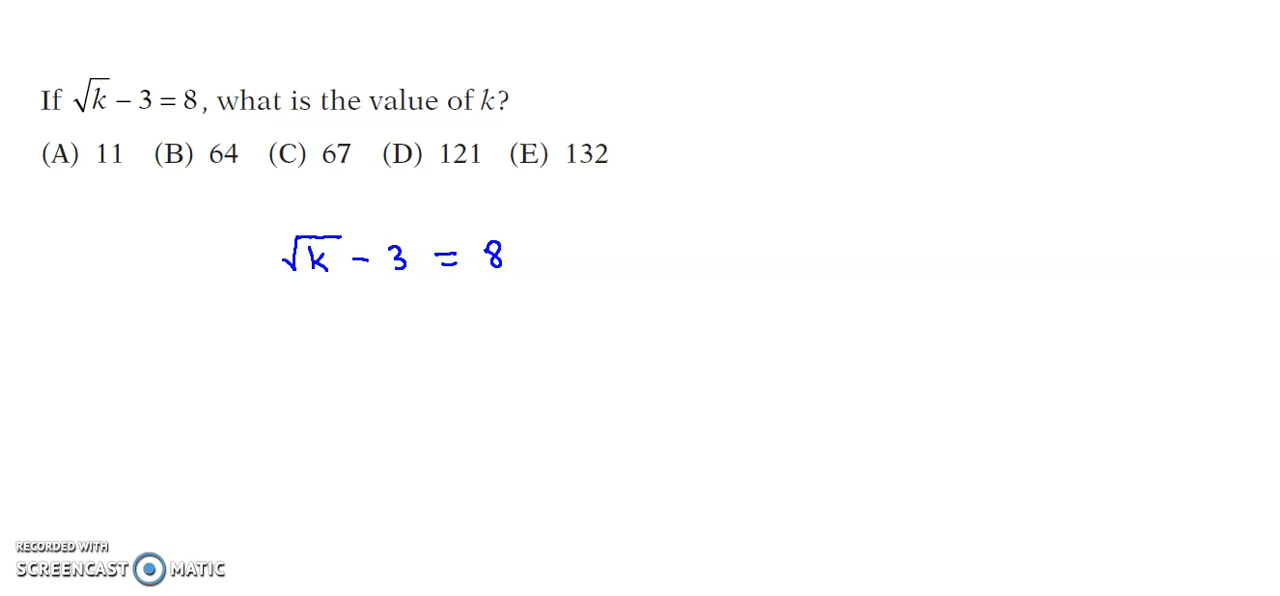 If √k − 3 = 8, what is the value of k?
(A) 11 (B) 64 (C) 67 (D) 121 (E) 132
√k − 3 = 8
RECORDED WITH
SCREENCAST MATIC